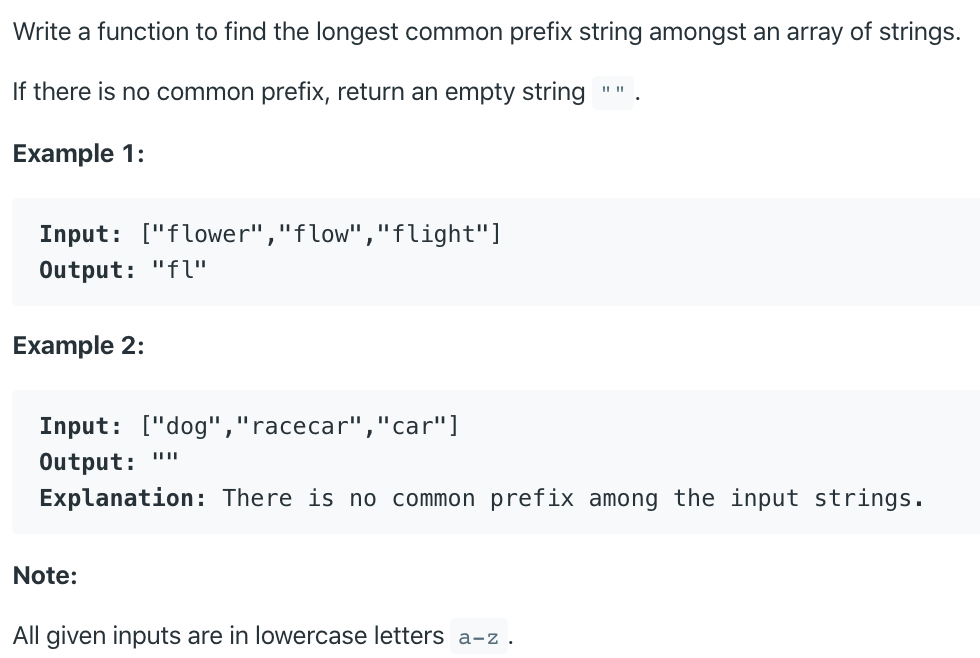 Write a function to find the longest common prefix string amongst an array of strings.
If there is no common prefix, return an empty string "".
Example 1:
Input: ["flower","flow","flight"]
Output: "fl"
Example 2:
Input: ["dog","racecar","car"]
Output: ""
Explanation: There is no common prefix among the input strings.
Note:
All given inputs are in lowercase letters a-z.